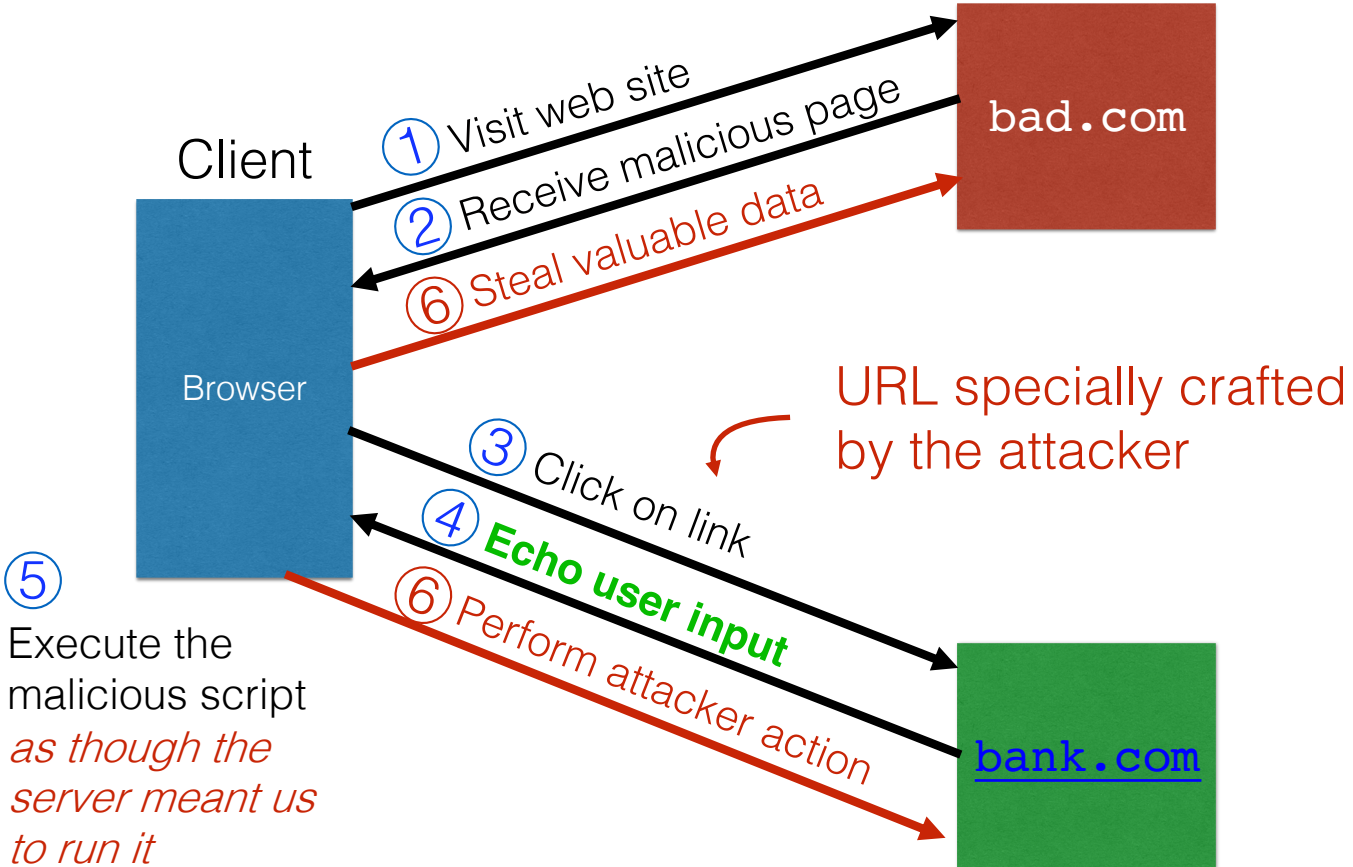 Client
Browser
bad.com
① Visit web site
② Receive malicious page
⑥ Steal valuable data
URL specially crafted
by the attacker
③ Click on link
④ Echo user input
⑥ Perform attacker action
bank.com
⑤
Execute the
malicious script
as though the
server meant us
to run it